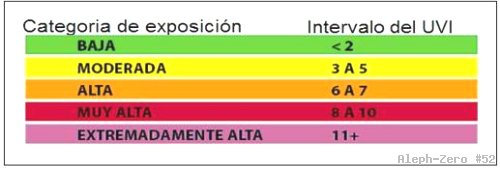 Categoria de exposición Intervalo del UVI
BAJA < 2
MODERADA 3 A 5
ALTA 6 A 7
MUY ALTA 8 A 10
EXTREMADAMENTE ALTA 11+
Aleph-Zero #52